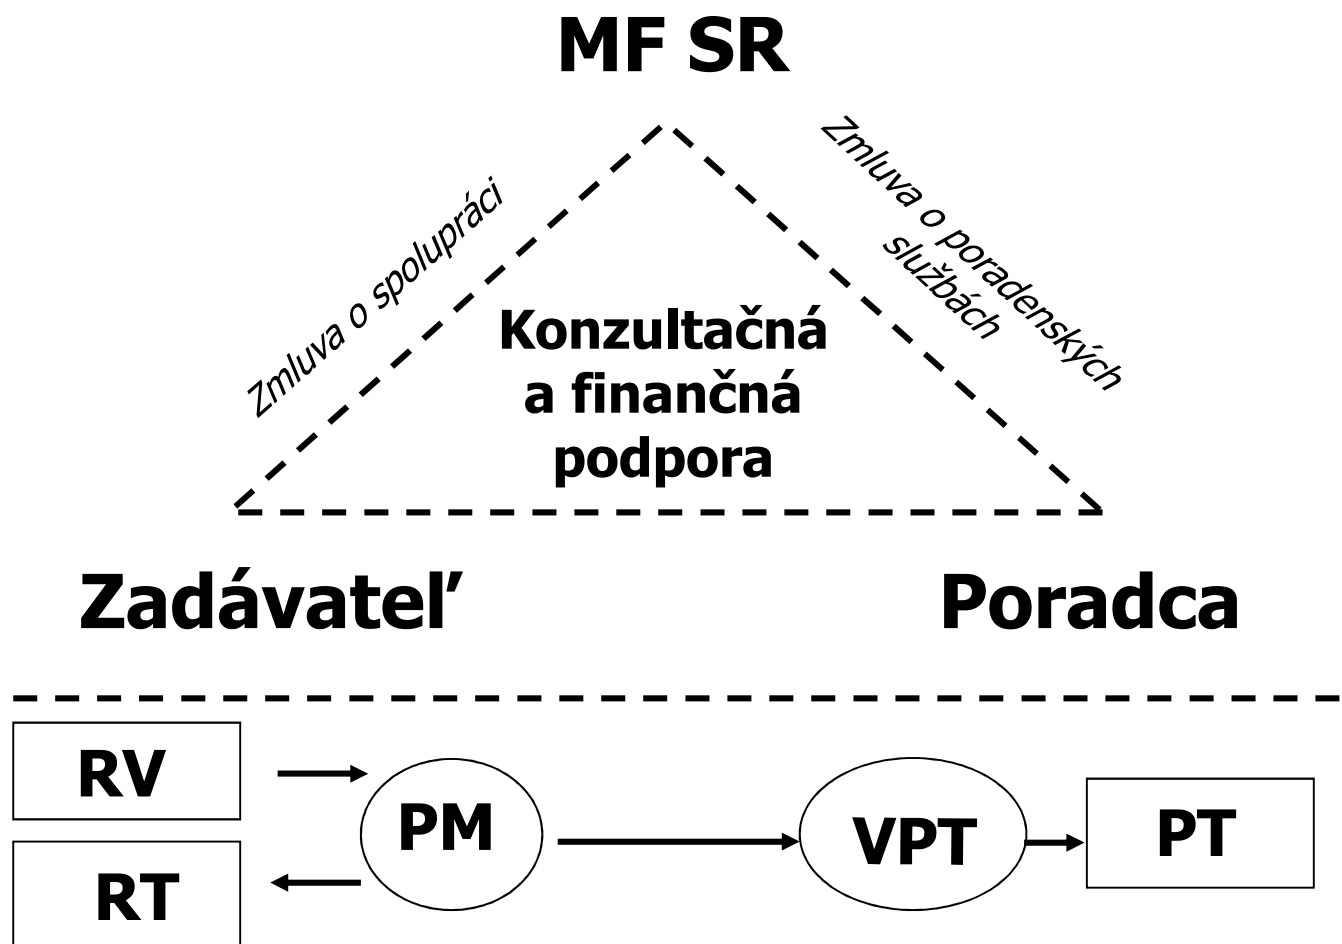 MF SR
Zmluva o spolupráci
Zmluva o poradenských
službách
Konzultačná
a finančná
podpora
Zadávateľ
Poradca
RV
RT
PM
VPT
PT